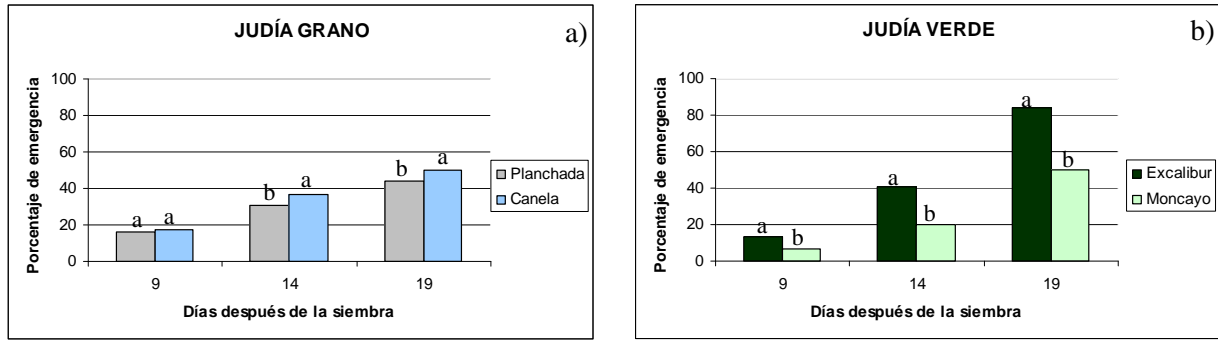 JUDÍA GRANO
a)
Porcentaje de emergencia
100
80
60
40
20
0
a a
b a
b a
9 14 19
Días después de la siembra
Planchada
Canela
JUDÍA VERDE
b)
Porcentaje de emergencia
100
80
60
40
20
0
a b
a b
a b
9 14 19
Días después de la siembra
Excalibur
Moncayo